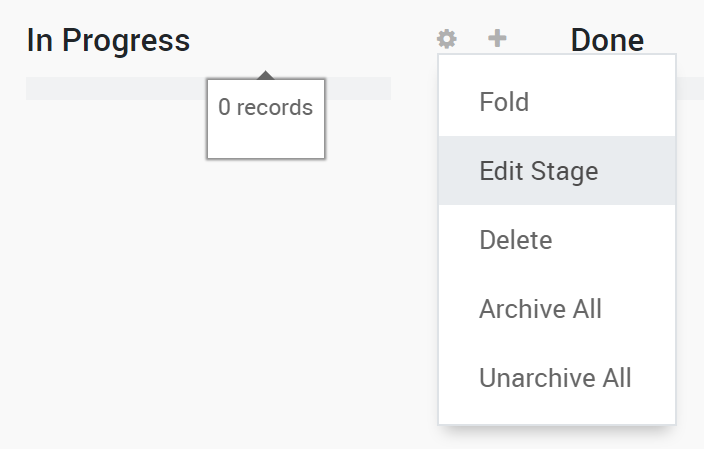 In Progress
Done
0 records
Fold
Edit Stage
Delete
Archive All
Unarchive All